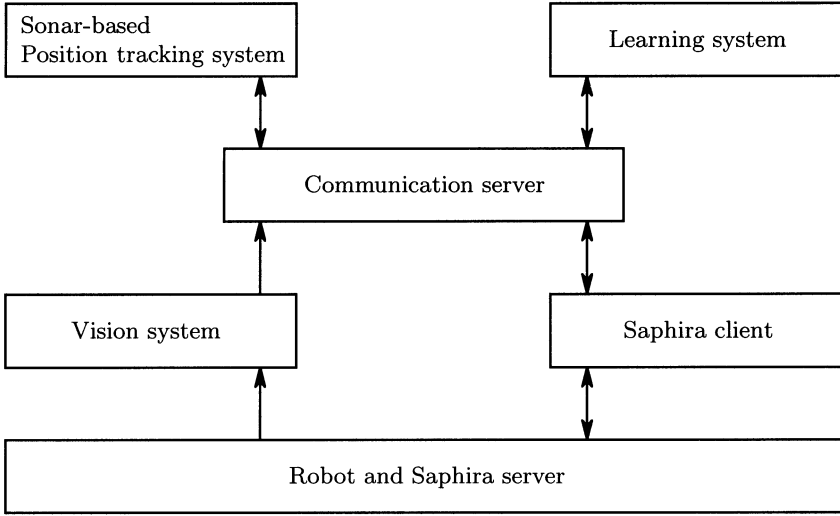 Sonar-based
Position tracking system
Learning system
Communication server
Vision system
Saphira client
Robot and Saphira server